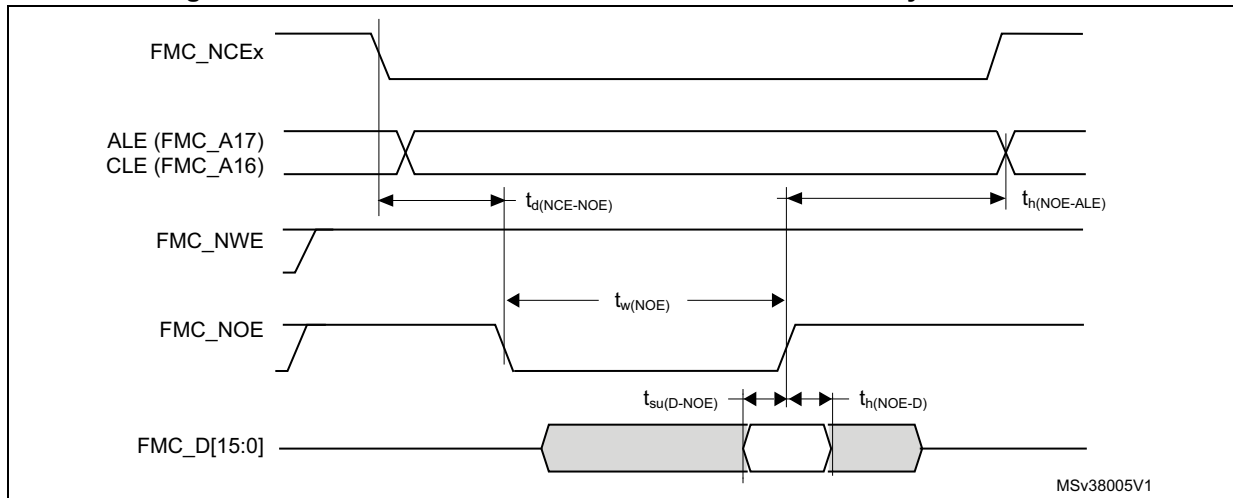 FMC_NCEx
ALE (FMC_A17)
CLE (FMC_A16)
td(NCE-NOE)
th(NOE-ALE)
FMC_NWE
tw(NOE)
FMC_NOE
tsu(D-NOE)
th(NOE-D)
FMC_D[15:0]
MSv38005V1